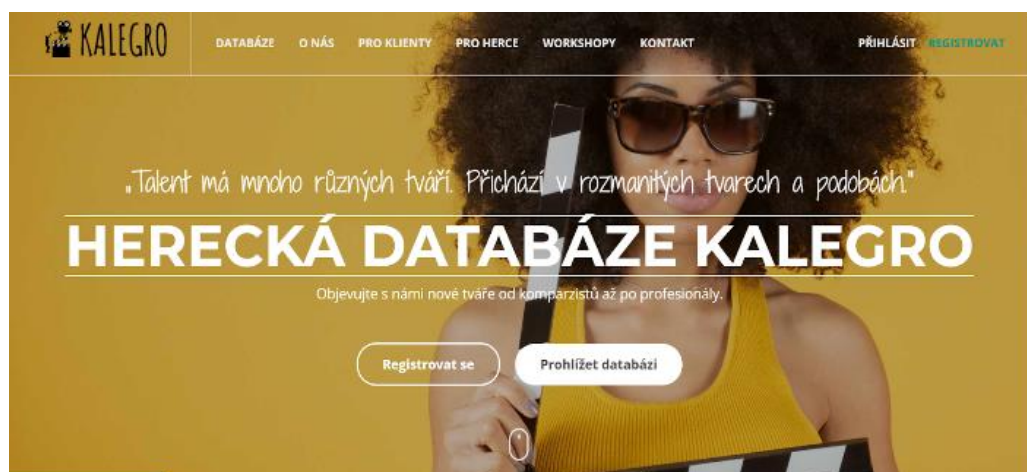 KALEGRO
DATABÁZE O NÁS PRO KLIENTY PRO HERCE WORKSHOPY KONTAKT PŘIHLÁSIT REGISTROVAT
„Talent má mnoho různých tváří. Přichází v rozmanitých tvarech a podobách."
HERECKÁ DATABÁZE KALEGRO
Objevujte s námi nové tváře od komparzistů až po profesionály.
Registrovat se Prohlížet databázi